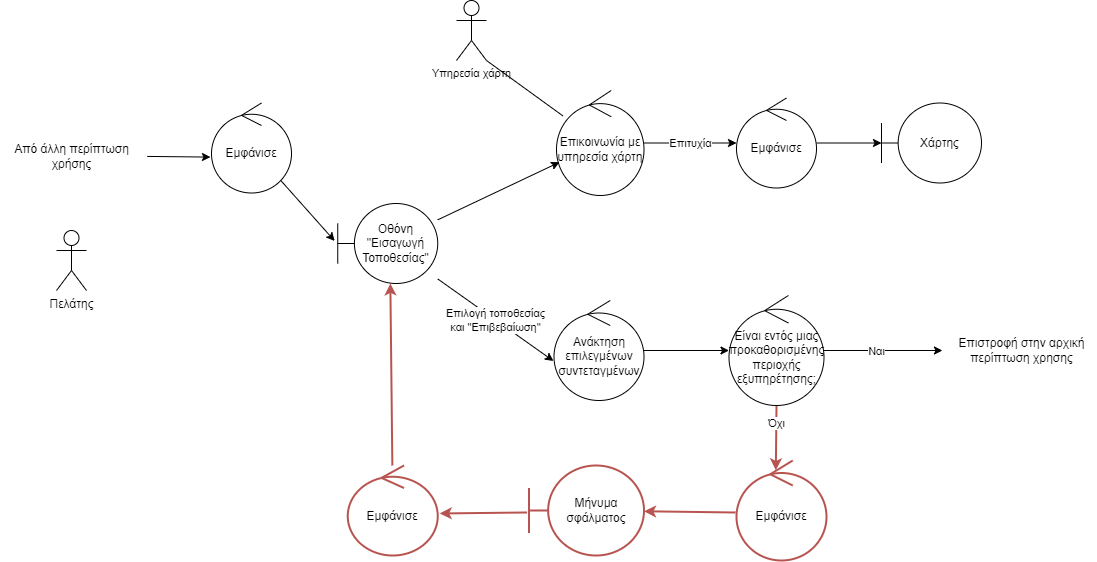 Υπηρεσία χάρτη
Από άλλη περίπτωση
χρήσης
Εμφάνισε
Επικοινωνία με
υπηρεσία χάρτη
Επιτυχία
Εμφάνισε
Χάρτης
Οθόνη
"Εισαγωγή
Τοποθεσίας"
Πελάτης
Επιλογή τοποθεσίας
και "Επιβεβαίωση"
Ανάκτηση
επιλεγμένων
συντεταγμένων
Είναι εντός μιας
προκαθορισμένης
περιοχής
εξυπηρέτησης;
Ναι
Επιστροφή στην αρχική
περίπτωση χρησης
Όχι
Εμφάνισε
Μήνυμα
σφάλματος
Εμφάνισε